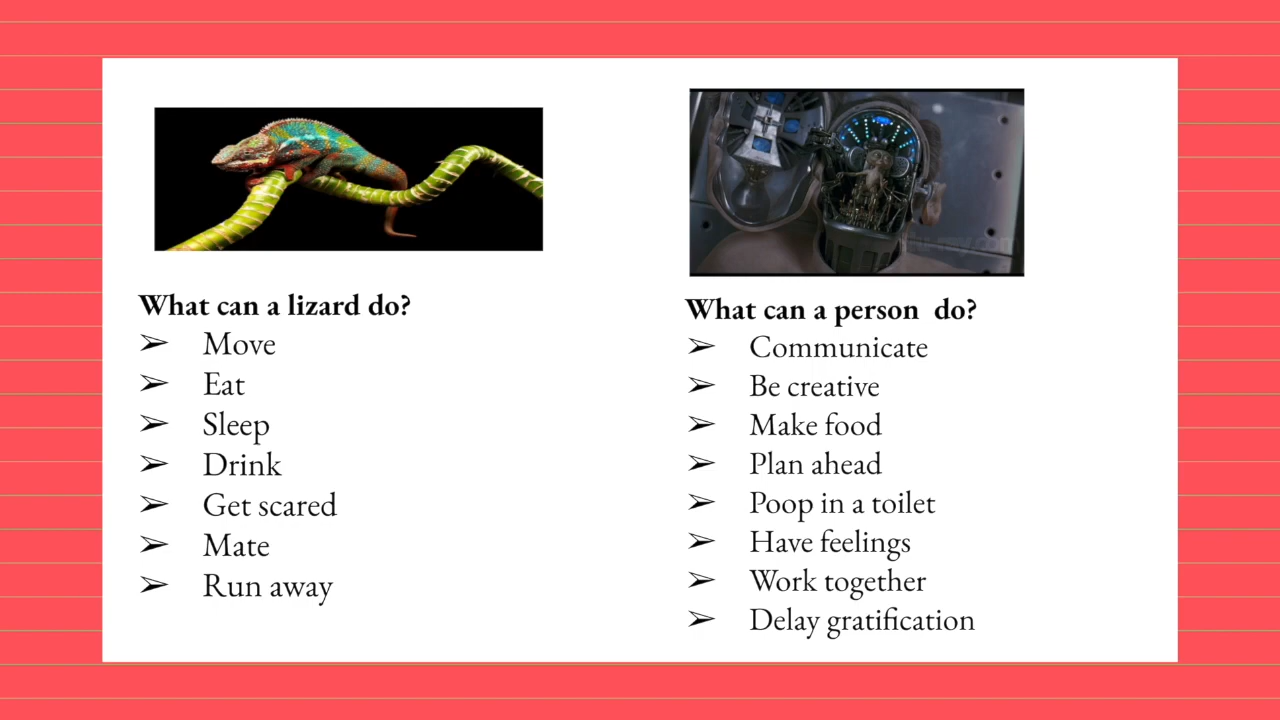 What can a lizard do?
➢ Move
➢ Eat
➢ Sleep
➢ Drink
➢ Get scared
➢ Mate
➢ Run away
What can a person  do?
➢ Communicate
➢ Be creative
➢ Make food
➢ Plan ahead
➢ Poop in a toilet
➢ Have feelings
➢ Work together
➢ Delay gratification